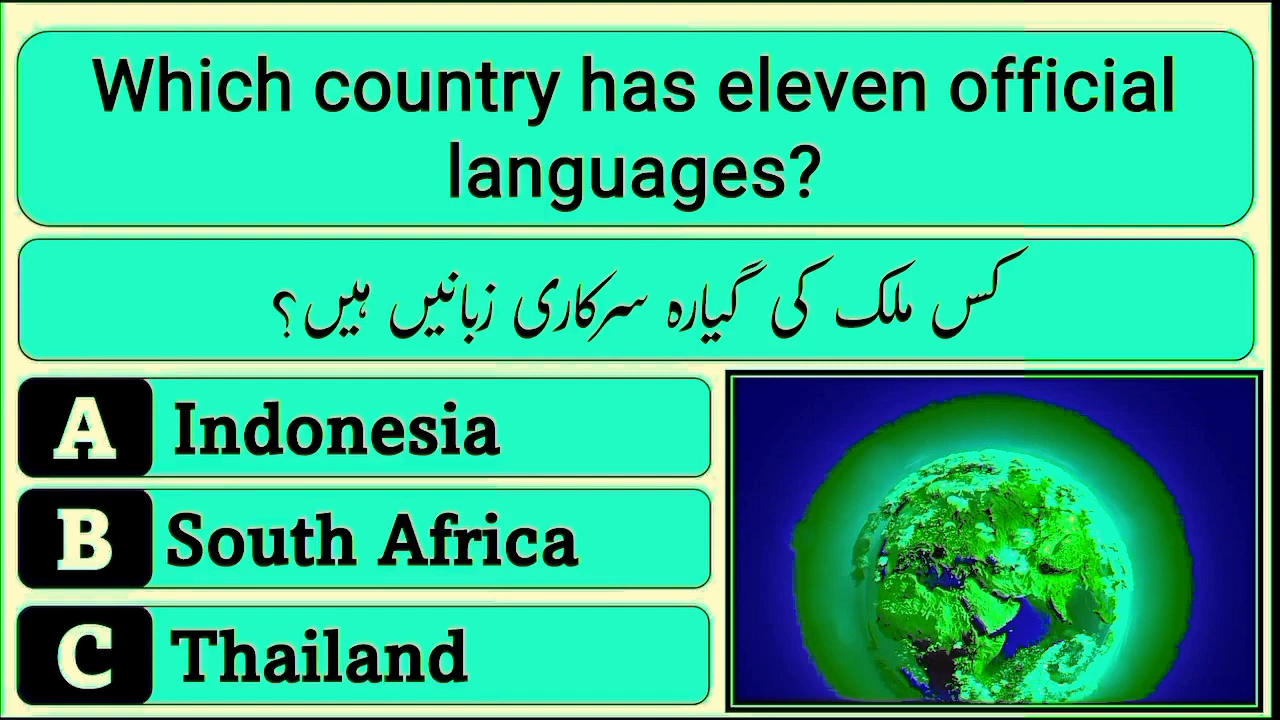 Which country has eleven official
languages?
کس ملک کی گیارہ سرکاری زبانیں ہیں؟
A Indonesia
B South Africa
C Thailand